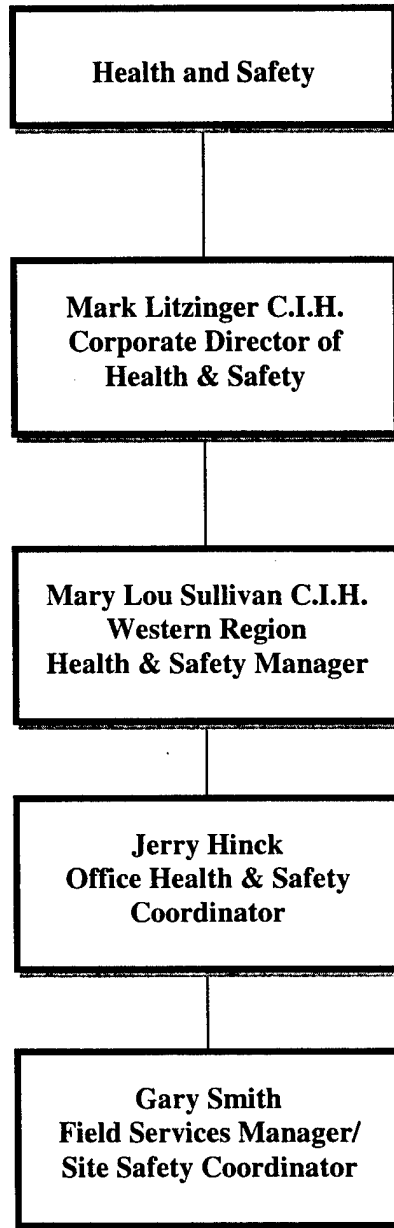 Health and Safety
Mark Litzinger C.I.H.
Corporate Director of
Health & Safety
Mary Lou Sullivan C.I.H.
Western Region
Health & Safety Manager
Jerry Hinck
Office Health & Safety
Coordinator
Gary Smith
Field Services Manager/
Site Safety Coordinator